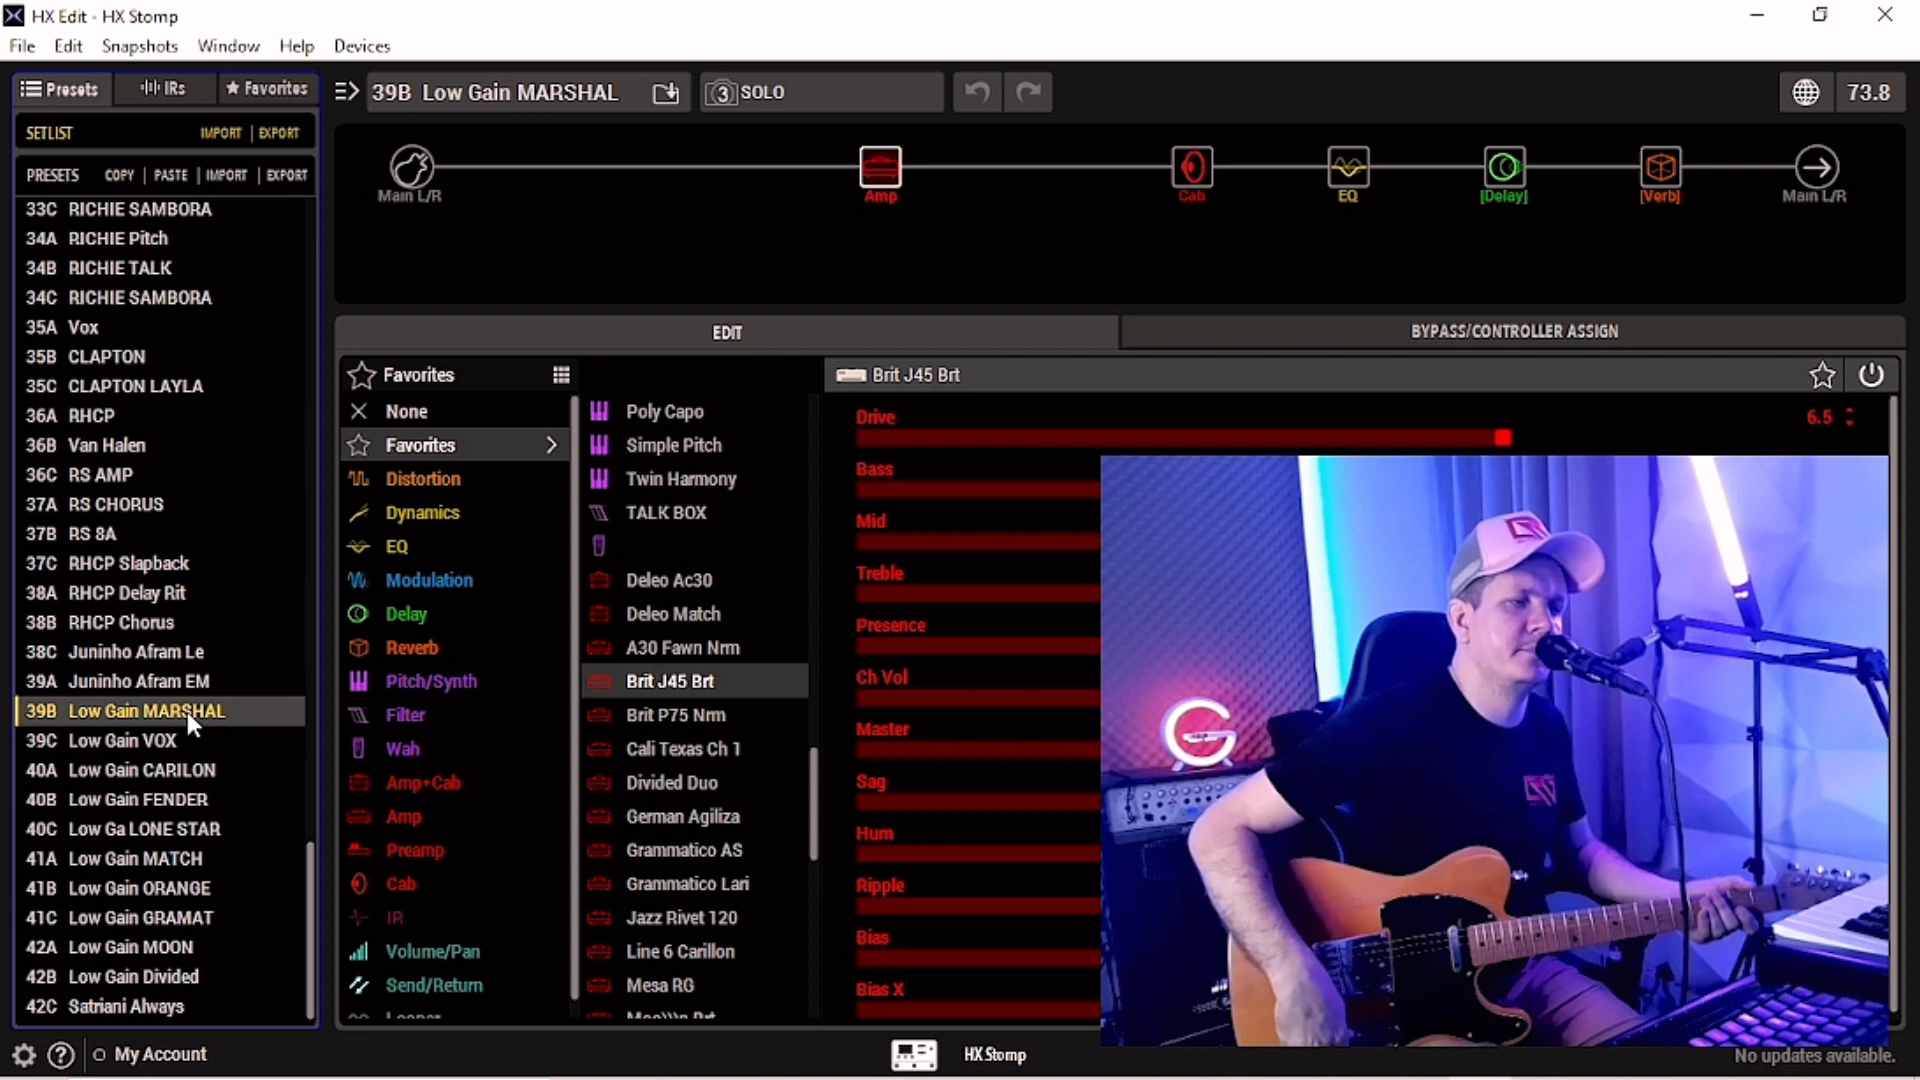 HX Edit - HX Stomp
File Edit Snapshots Window Help Devices
Presets IRs Favorites
39B Low Gain MARSHAL 3 SOLO 73.8
SETLIST IMPORT | EXPORT
PRESETS COPY | PASTE | IMPORT | EXPORT
33C RICHIE SAMBORA
34A RICHIE Pitch
34B RICHIE TALK
34C RICHIE SAMBORA
35A Vox
35B CLAPTON
35C CLAPTON LAYLA
36A RHCP
36B Van Halen
36C RS AMP
37A RS CHORUS
37B RS 8A
37C RHCP Slapback
38A RHCP Delay Rit
38B RHCP Chorus
38C Juninho Afram Le
39A Juninho Afram EM
39B Low Gain MARSHAL
39C Low Gain VOX
40A Low Gain CARILON
40B Low Gain FENDER
40C Low Ga LONE STAR
41A Low Gain MATCH
41B Low Gain ORANGE
41C Low Gain GRAMAT
42A Low Gain MOON
42B Low Gain Divided
42C Satriani Always
Main L/R Amp Cab EQ [Delay] [Verb] Main L/R
EDIT BYPASS/CONTROLLER ASSIGN
Favorites
None
Favorites
Distortion
Dynamics
EQ
Modulation
Delay
Reverb
Pitch/Synth
Filter
Wah
Amp+Cab
Amp
Preamp
Cab
IR
Volume/Pan
Send/Return
Looper
Poly Capo
Simple Pitch
Twin Harmony
TALK BOX
Deleo Ac30
Deleo Match
A30 Fawn Nrm
Brit J45 Brt
Brit P75 Nrm
Cali Texas Ch 1
Divided Duo
German Agiliza
Grammatico AS
Grammatico Lari
Jazz Rivet 120
Line 6 Carillon
Mesa RG
Brit J45 Brt
Drive 6.5
Bass
Mid
Treble
Presence
Ch Vol
Master
Sag
Hum
Ripple
Bias
Bias X
My Account HX Stomp No updates available.